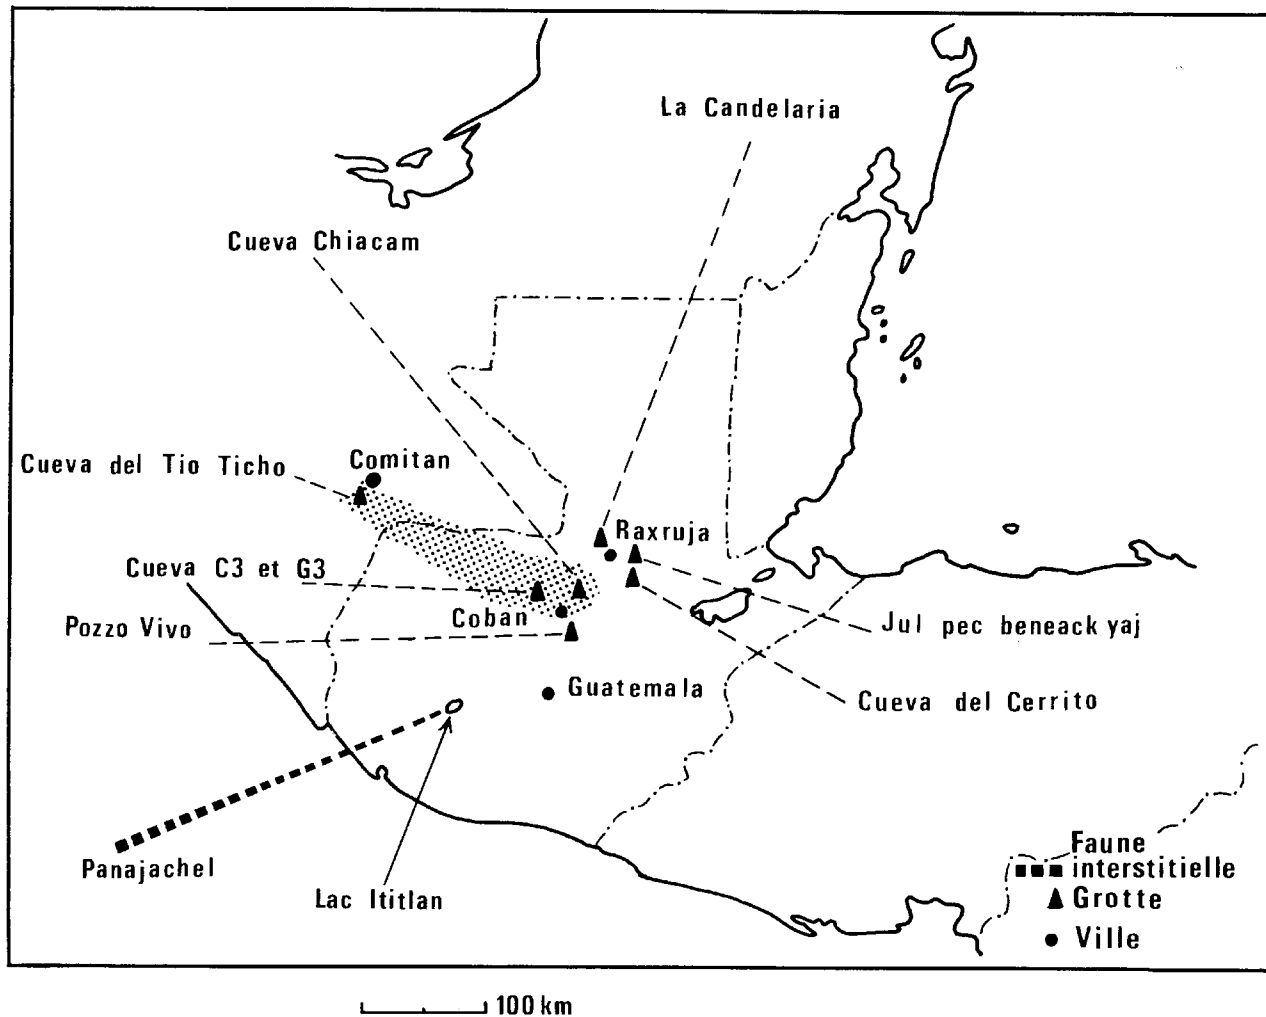 La Candelaria
Cueva Chiacam
Cueva del Tio Ticho
Comitan
Raxruja
Cueva C3 et G3
Coban
Pozzo Vivo
Jul pec beneack yaj
Guatemala
Cueva del Cerrito
Panajachel
Lac Ititlan
Faune
interstitielle
Grotte
Ville
100 km